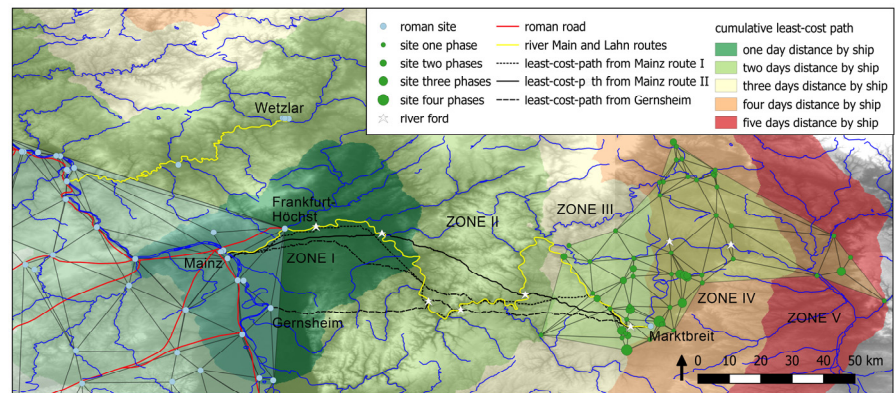 roman site
site one phase
site two phases
site three phases
site four phases
river ford
roman road
river Main and Lahn routes
least-cost-path from Mainz route I
least-cost-p th from Mainz route II
least-cost-path from Gernsheim
cumulative least-cost path
one day distance by ship
two days distance by ship
three days distance by ship
four days distance by ship
five days distance by ship
Wetzlar
Frankfurt-
Höchst
ZONE II
ZONE III
Mainz
ZONE I
Gernsheim
ZONE IV
ZONE V
Marktbreit
0 10 20 30 40 50 km